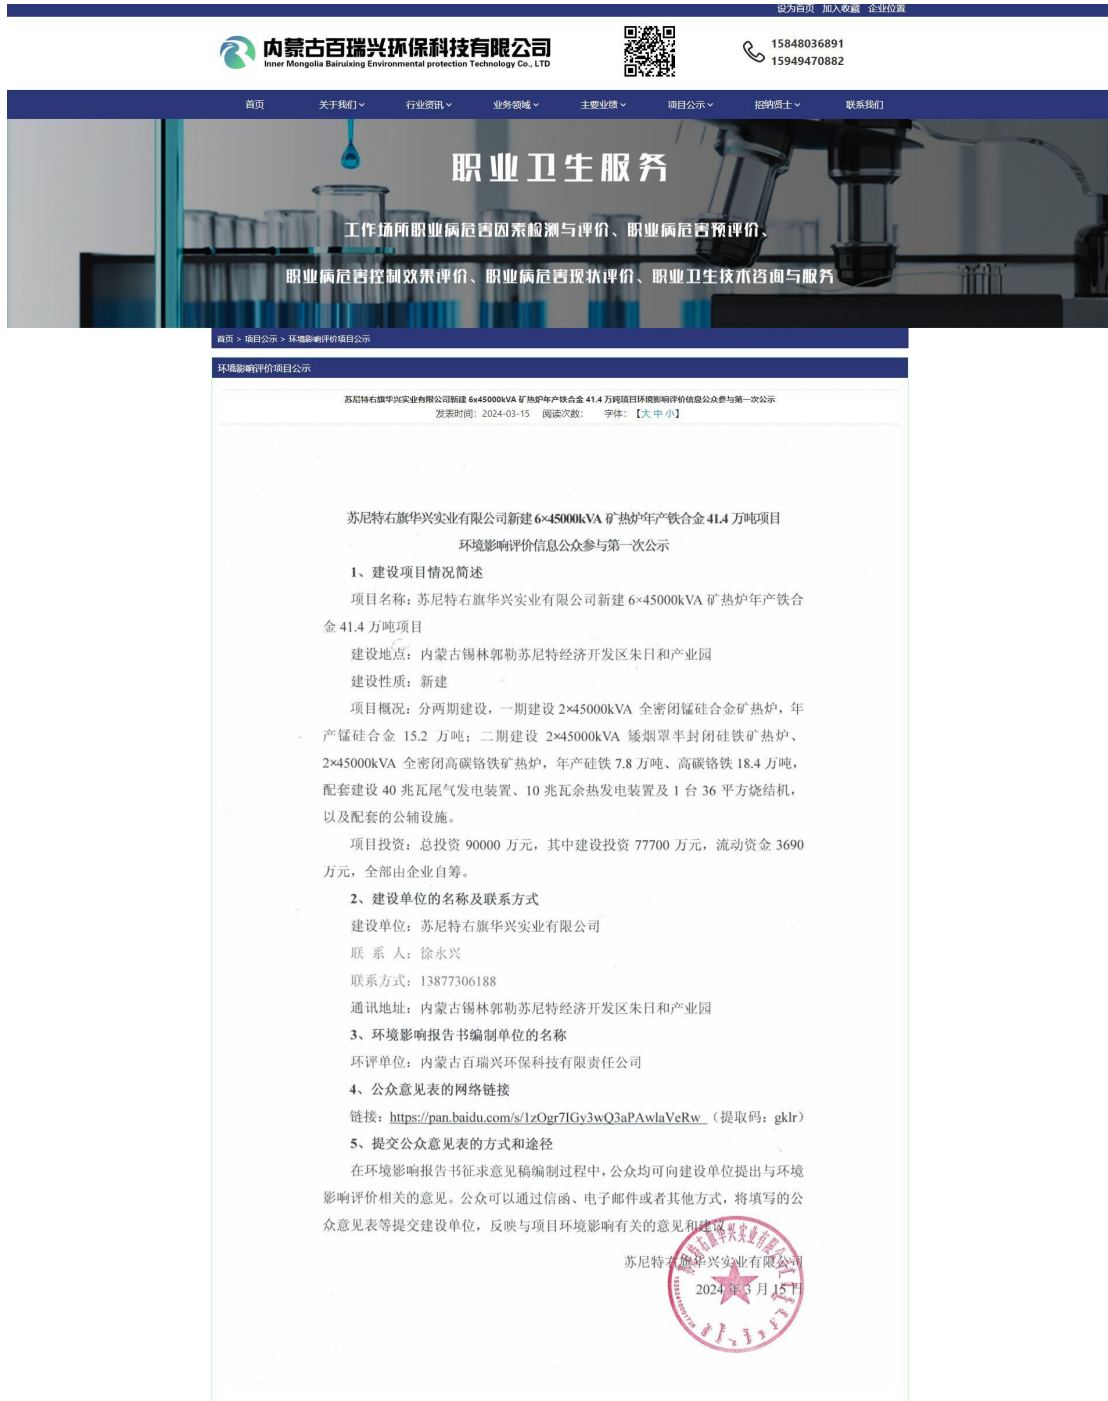 设为首页 加入收藏 企业位置
内蒙古百瑞兴环保科技有限公司
Inner Mongolia Bairuixing Environmental protection Technology Co., LTD
15848036891
15949470882
首页 关于我们 行业资讯 业务领域 主要业绩 项目公示 招纳贤士 联系我们
职业卫生服务
工作场所职业病危害因素检测与评价、职业病危害预评价、
职业病危害控制效果评价、职业病危害现状评价、职业卫生技术咨询与服务
首页 > 项目公示 > 环境影响评价项目公示
环境影响评价项目公示
苏尼特右旗华兴实业有限公司新建 6x45000kVA 矿热炉年产铁合金 41.4 万吨项目环境影响评价信息公众参与第一次公示
发表时间：2024-03-15 阅读次数： 字体：【大 中 小】
苏尼特右旗华兴实业有限公司新建 6×45000kVA 矿热炉年产铁合金 41.4 万吨项目
环境影响评价信息公众参与第一次公示
1、建设项目情况简述
项目名称：苏尼特右旗华兴实业有限公司新建 6×45000kVA 矿热炉年产铁合
金 41.4 万吨项目
建设地点：内蒙古锡林郭勒苏尼特经济开发区朱日和产业园
建设性质：新建
项目概况：分两期建设，一期建设 2×45000kVA 全密闭锰硅合金矿热炉，年
产锰硅合金 15.2 万吨；二期建设 2×45000kVA 矮烟罩半封闭硅铁矿热炉、
2×45000kVA 全密闭高碳铬铁矿热炉，年产硅铁 7.8 万吨、高碳铬铁 18.4 万吨，
配套建设 40 兆瓦尾气发电装置、10 兆瓦余热发电装置及 1 台 36 平方烧结机，
以及配套的公辅设施。
项目投资：总投资 90000 万元，其中建设投资 77700 万元，流动资金 3690
万元，全部由企业自筹。
2、建设单位的名称及联系方式
建设单位：苏尼特右旗华兴实业有限公司
联 系 人：徐永兴
联系方式：13877306188
通讯地址：内蒙古锡林郭勒苏尼特经济开发区朱日和产业园
3、环境影响报告书编制单位的名称
环评单位：内蒙古百瑞兴环保科技有限责任公司
4、公众意见表的网络链接
链接：https://pan.baidu.com/s/1zOgr7IGy3wQ3aPAwlaVeRw （提取码：gklr）
5、提交公众意见表的方式和途径
在环境影响报告书征求意见稿编制过程中，公众均可向建设单位提出与环境
影响评价相关的意见。公众可以通过信函、电子邮件或者其他方式，将填写的公
众意见表等提交建设单位，反映与项目环境影响有关的意见和建议。
苏尼特右旗华兴实业有限公司
2024 年 3 月 15 日
苏尼特右旗华兴实业有限公司